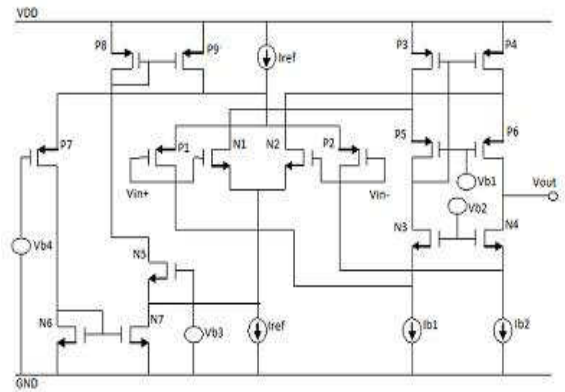 VDD
P8
P9
Iref
P3
P4
P7
P1
N1
N2
P2
P5
P6
Vin+
Vin-
Vb1
Vb2
Vout
N3
N4
Vb4
N5
N6
N7
Vb3
Iref
Ib1
Ib2
GND